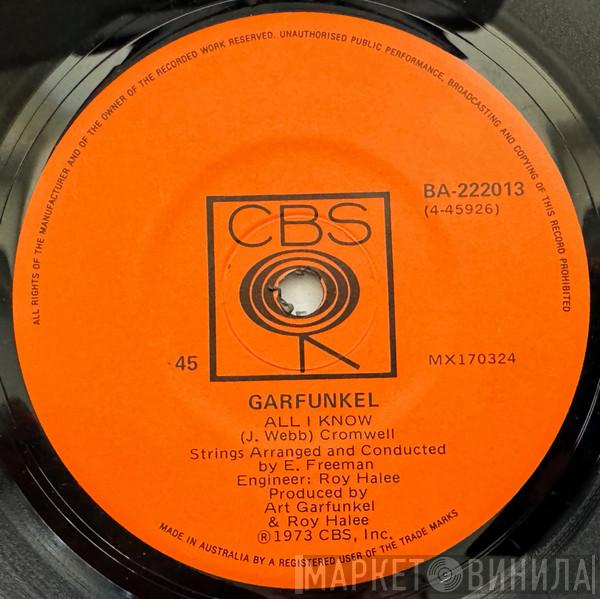 ALL RIGHTS OF THE MANUFACTURER AND OF THE OWNER OF THE RECORDED WORK RESERVED. UNAUTHORISED PUBLIC PERFORMANCE, BROADCASTING AND COPYING OF THIS RECORD PROHIBITED
BA-222013
(4-45926)
CBS
45
MX170324
GARFUNKEL
ALL I KNOW
(J. Webb) Cromwell
Strings Arranged and Conducted
by E. Freeman
Engineer: Roy Halee
Produced by
Art Garfunkel
& Roy Halee
℗1973 CBS, Inc.
MADE IN AUSTRALIA BY A REGISTERED USER OF THE TRADE MARKS
МАРКЕТ ВИНИЛА